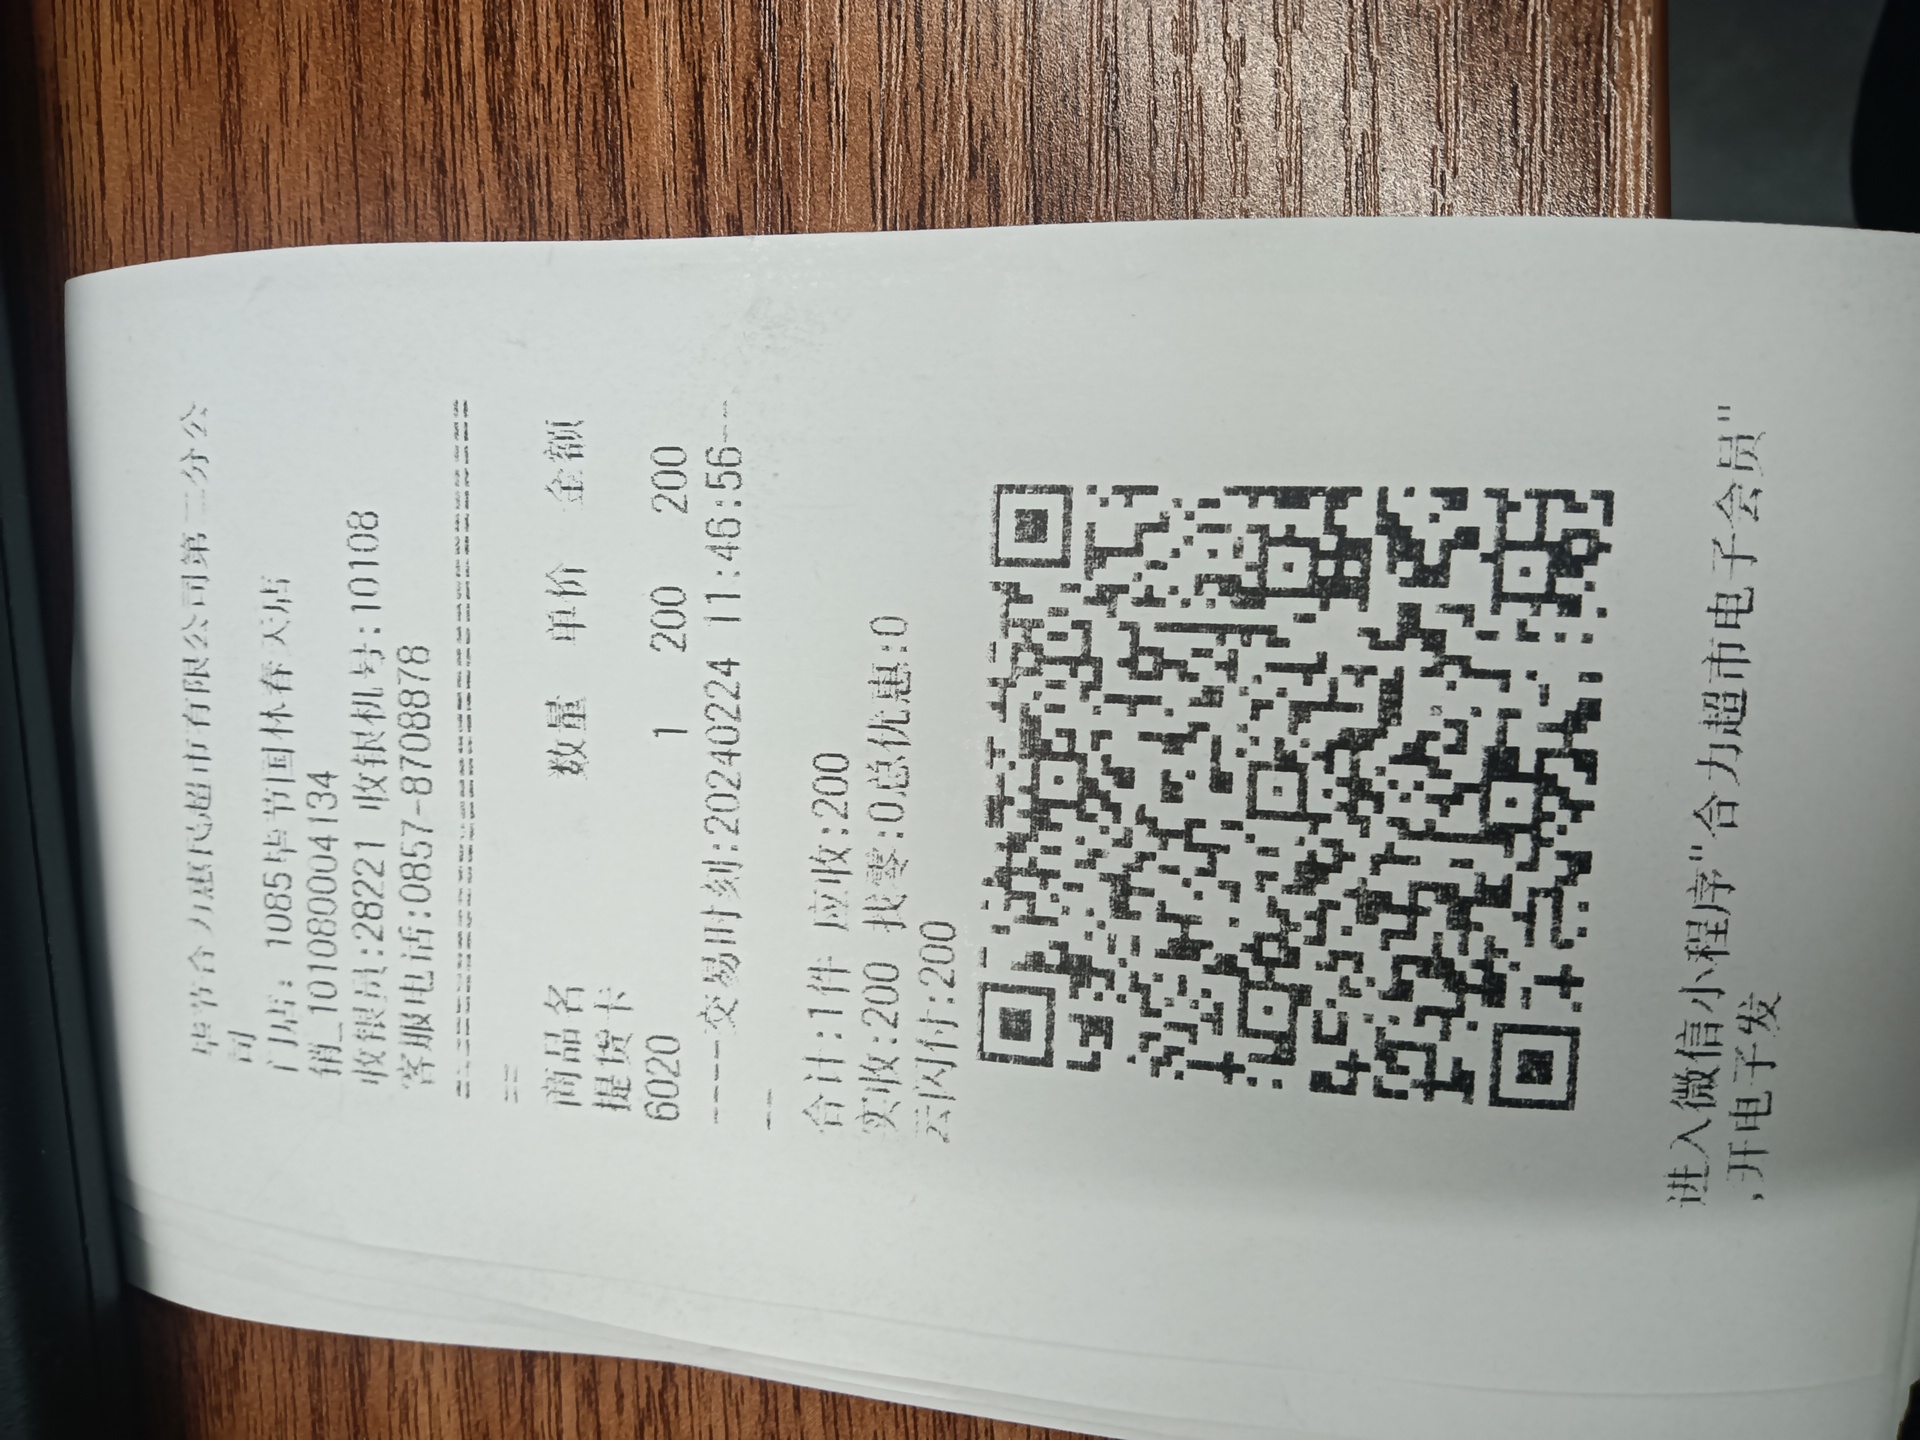 毕节合力惠民超市有限公司第二分公
司
门店: 1085毕节国林春天店
销_101080004134
收银员:28221 收银机号:10108
客服电话:0857-8708878
商品名 数量 单价 金额
提货卡
6020 1 200 200
----交易时刻:20240224 11:46:56--
--
合计:1件 应收:200
实收:200 找零:0总优惠:0
云闪付:200
进入微信小程序"合力超市电子会员"
,开电子发